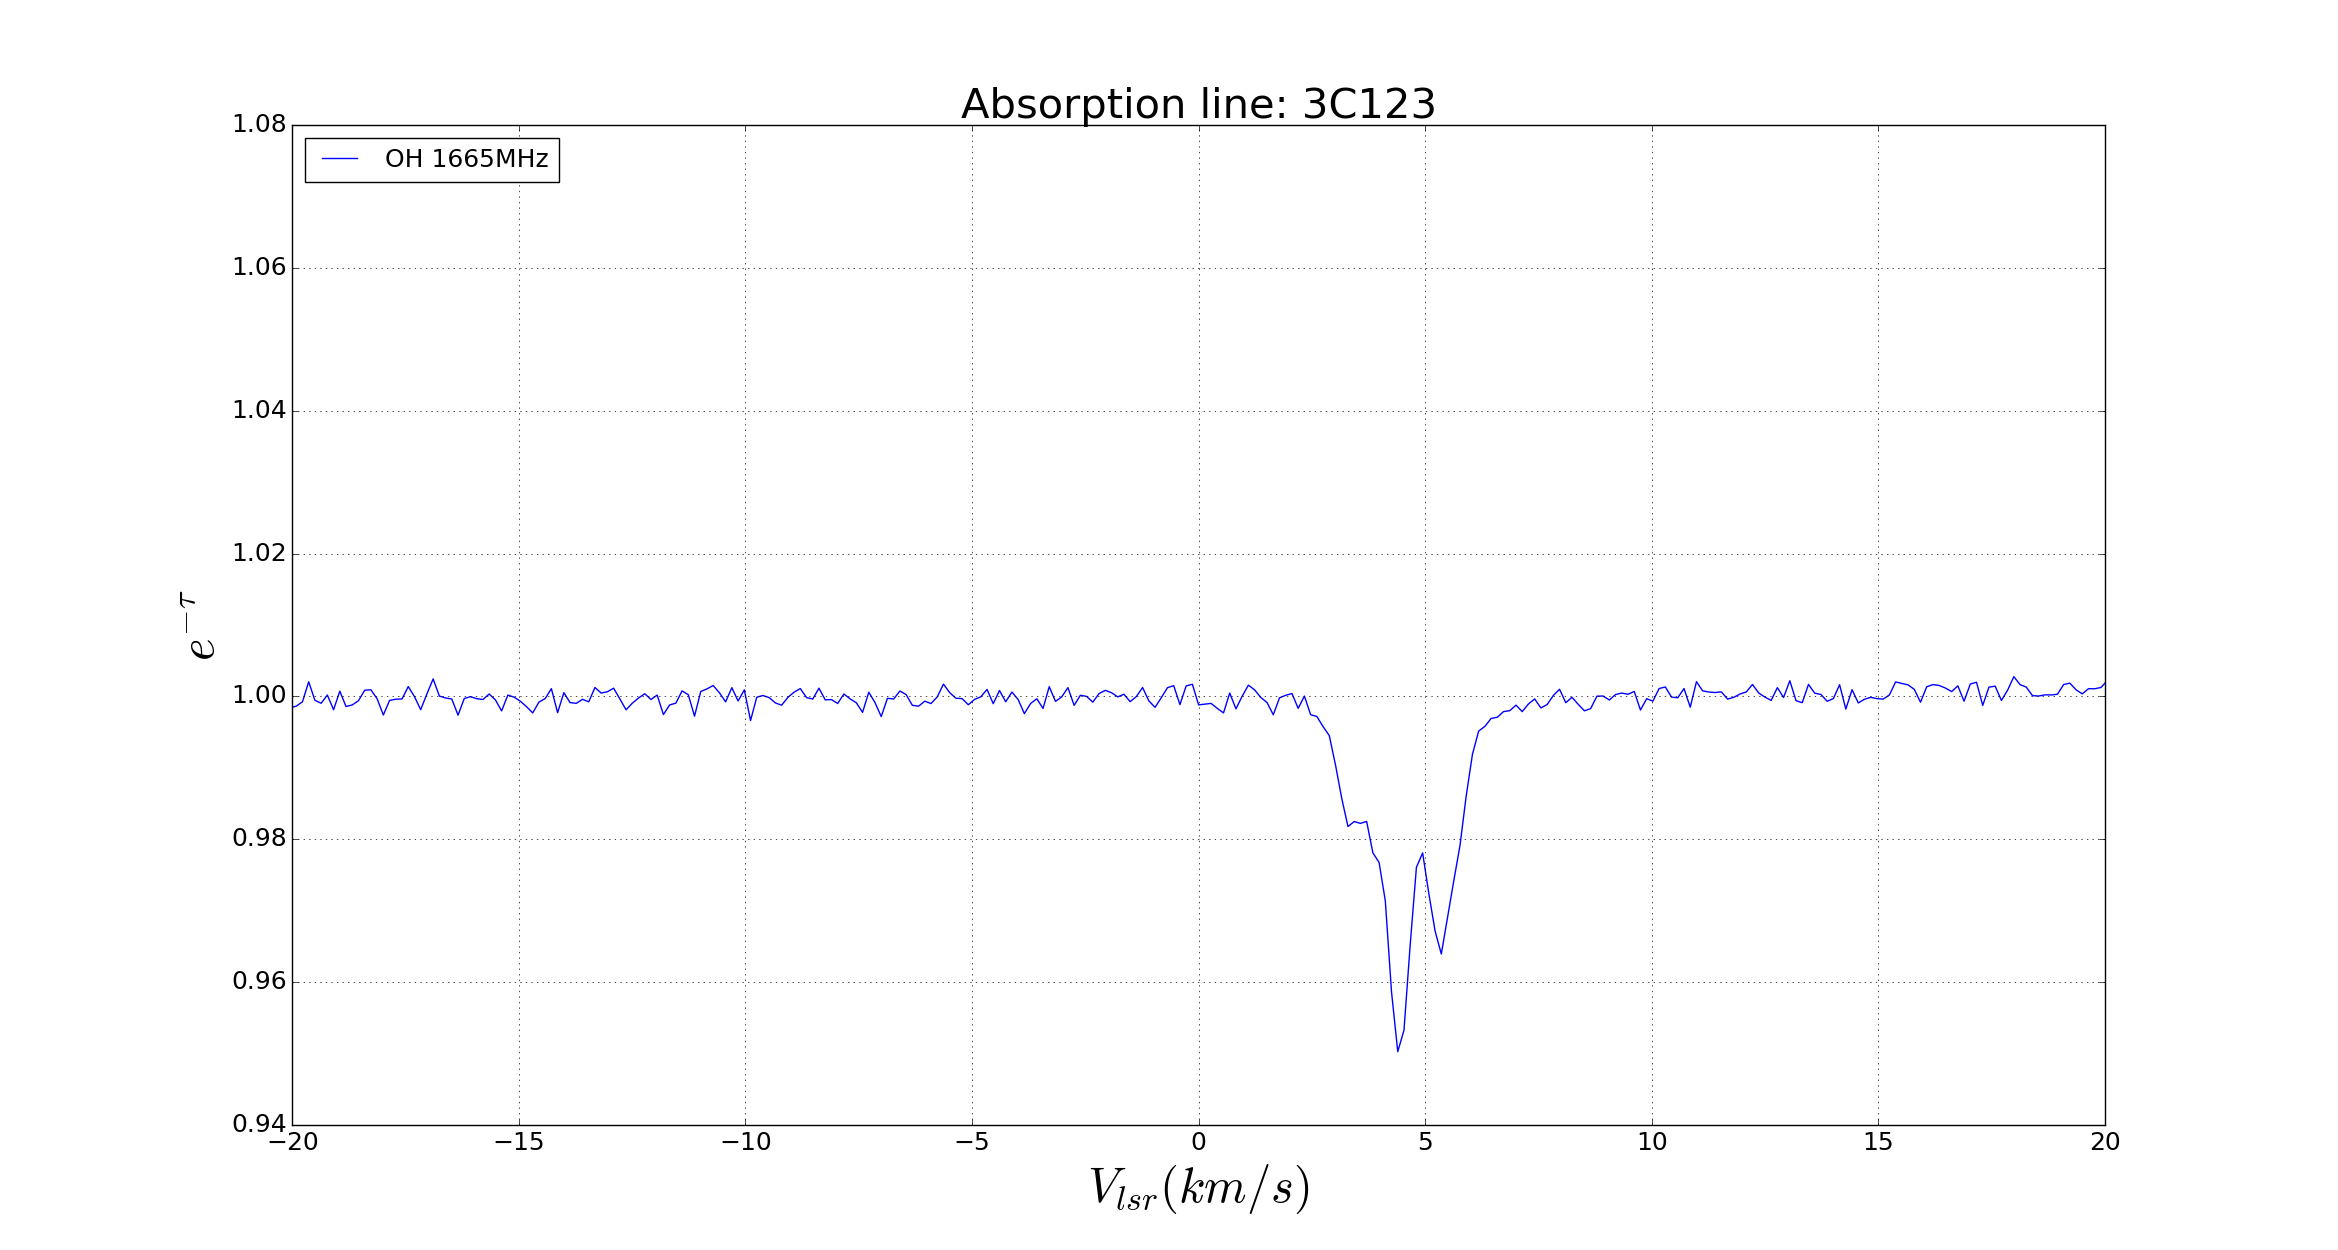 Absorption line: 3C123
OH 1665MHz
1.08
1.06
1.04
1.02
1.00
0.98
0.96
0.94
e^{−τ}
−20 −15 −10 −5 0 5 10 15 20
V_{lsr}(km/s)